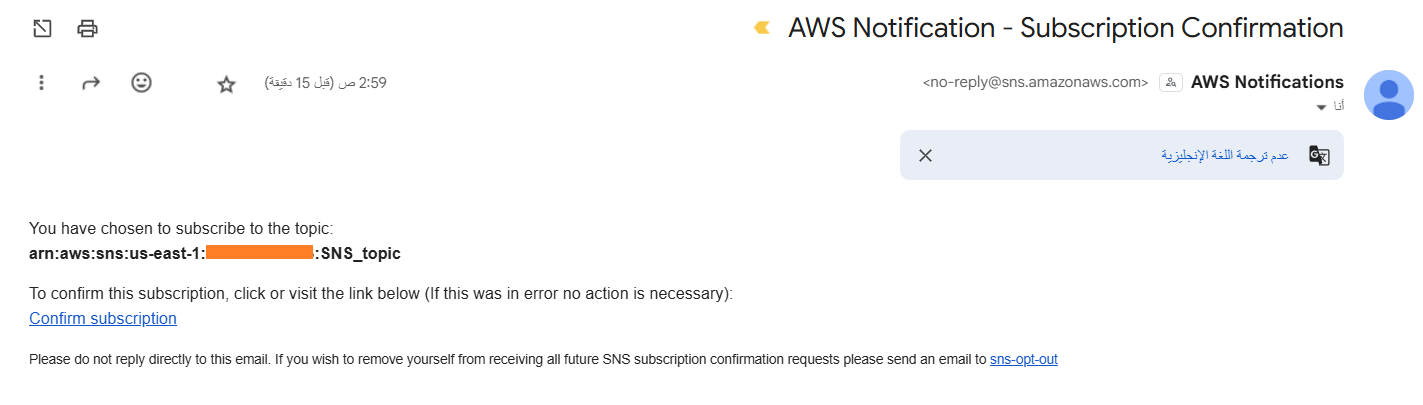 AWS Notification - Subscription Confirmation
AWS Notifications <no-reply@sns.amazonaws.com>
2:59 ص (قبل 15 دقيقة)
أنا
عدم ترجمة اللغة الإنجليزية
You have chosen to subscribe to the topic:
arn:aws:sns:us-east-1: :SNS_topic
To confirm this subscription, click or visit the link below (If this was in error no action is necessary):
Confirm subscription
Please do not reply directly to this email. If you wish to remove yourself from receiving all future SNS subscription confirmation requests please send an email to sns-opt-out